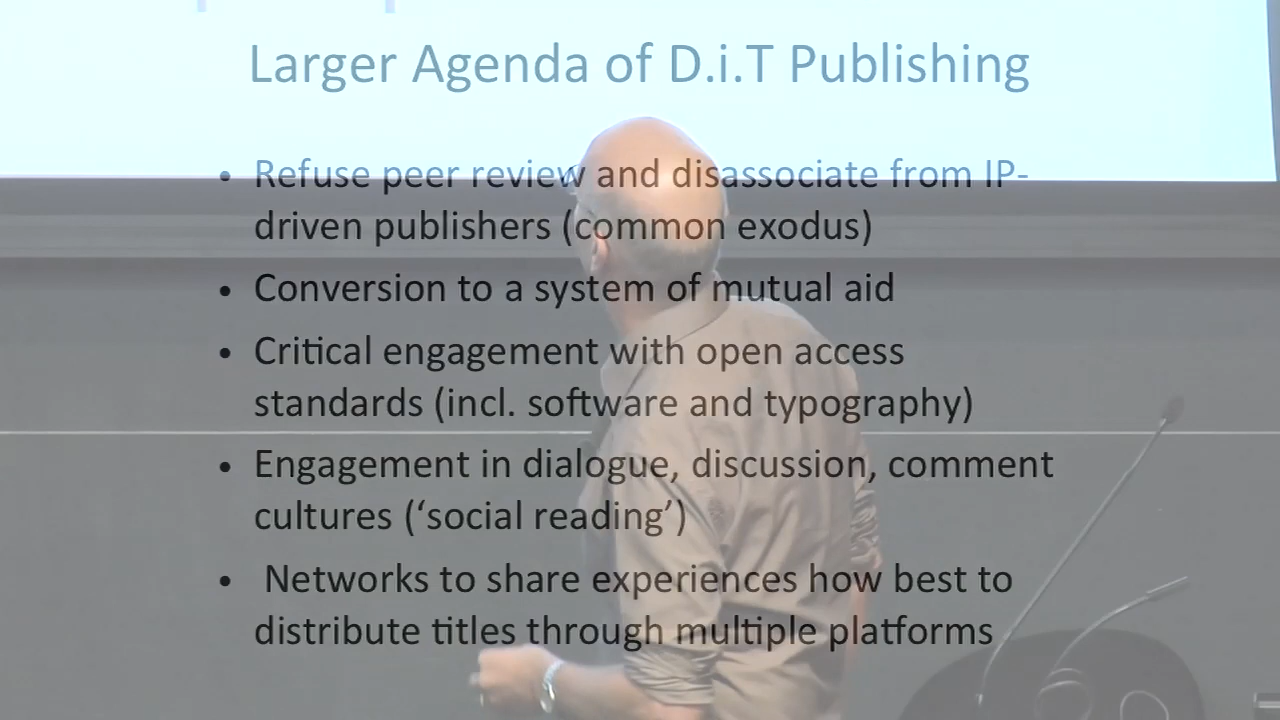 Larger Agenda of D.i.T Publishing
• Refuse peer review and disassociate from IP-
driven publishers (common exodus)
• Conversion to a system of mutual aid
• Critical engagement with open access
standards (incl. software and typography)
• Engagement in dialogue, discussion, comment
cultures (‘social reading’)
• Networks to share experiences how best to
distribute titles through multiple platforms